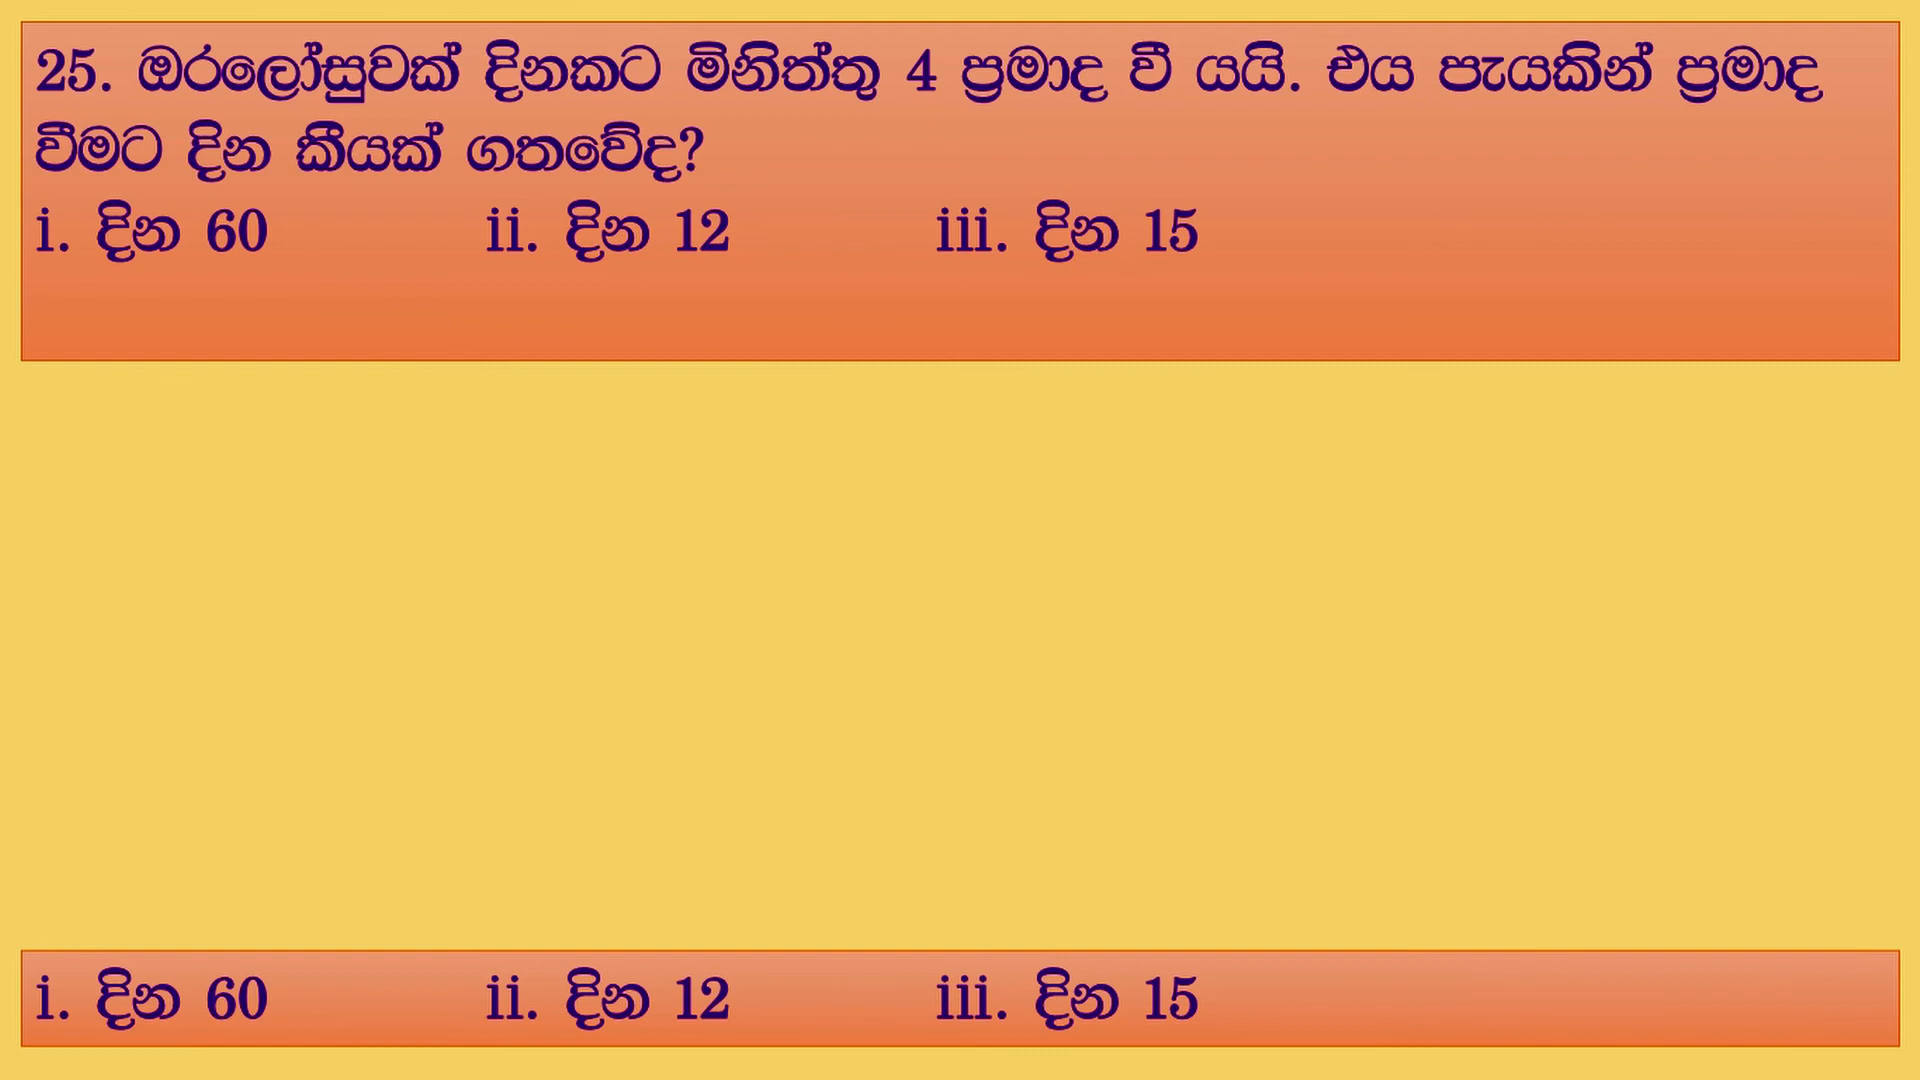 25. ඔරලෝසුවක් දිනකට මිනිත්තු 4 ප්‍රමාද වී යයි. එය පැයකින් ප්‍රමාද
වීමට දින කීයක් ගතවේද?
i. දින 60 ii. දින 12 iii. දින 15
i. දින 60 ii. දින 12 iii. දින 15